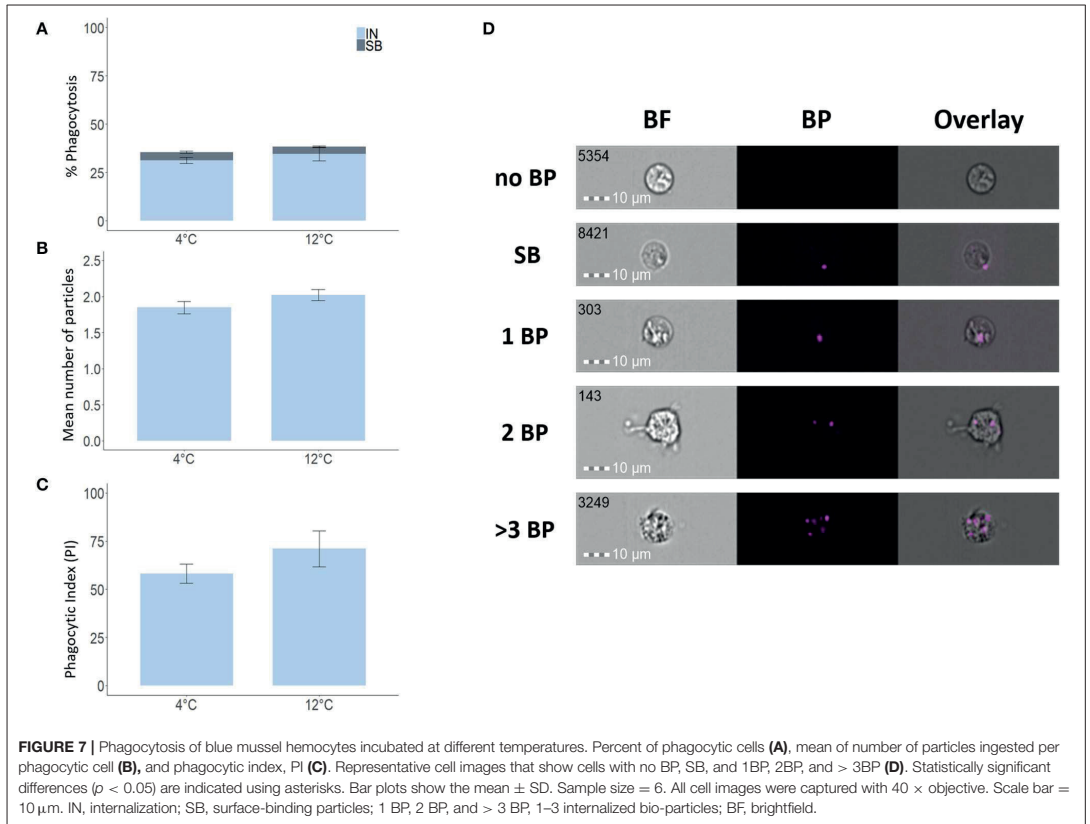 A
100
75
50
25
0
% Phagocytosis
IN
SB
4°C
12°C
B
2.5
2.0
1.5
1.0
0.5
0.0
Mean number of particles
4°C
12°C
C
100
75
50
25
0
Phagocytic Index (PI)
4°C
12°C
D
BF BP Overlay
no BP
5354
10 µm
SB
8421
10 µm
1 BP
303
10 µm
2 BP
143
10 µm
>3 BP
3249
10 µm
FIGURE 7 | Phagocytosis of blue mussel hemocytes incubated at different temperatures. Percent of phagocytic cells (A), mean of number of particles ingested per
phagocytic cell (B), and phagocytic index, PI (C). Representative cell images that show cells with no BP, SB, and 1BP, 2BP, and > 3BP (D). Statistically significant
differences (p < 0.05) are indicated using asterisks. Bar plots show the mean ± SD. Sample size = 6. All cell images were captured with 40 × objective. Scale bar =
10 µm. IN, internalization; SB, surface-binding particles; 1 BP, 2 BP, and > 3 BP, 1–3 internalized bio-particles; BF, brightfield.